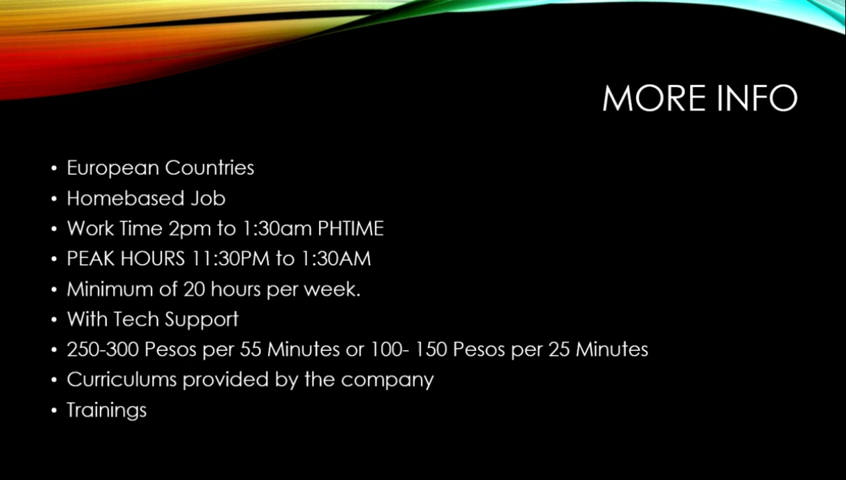 MORE INFO
• European Countries
• Homebased Job
• Work Time 2pm to 1:30am PHTIME
• PEAK HOURS 11:30PM to 1:30AM
• Minimum of 20 hours per week.
• With Tech Support
• 250-300 Pesos per 55 Minutes or 100- 150 Pesos per 25 Minutes
• Curriculums provided by the company
• Trainings